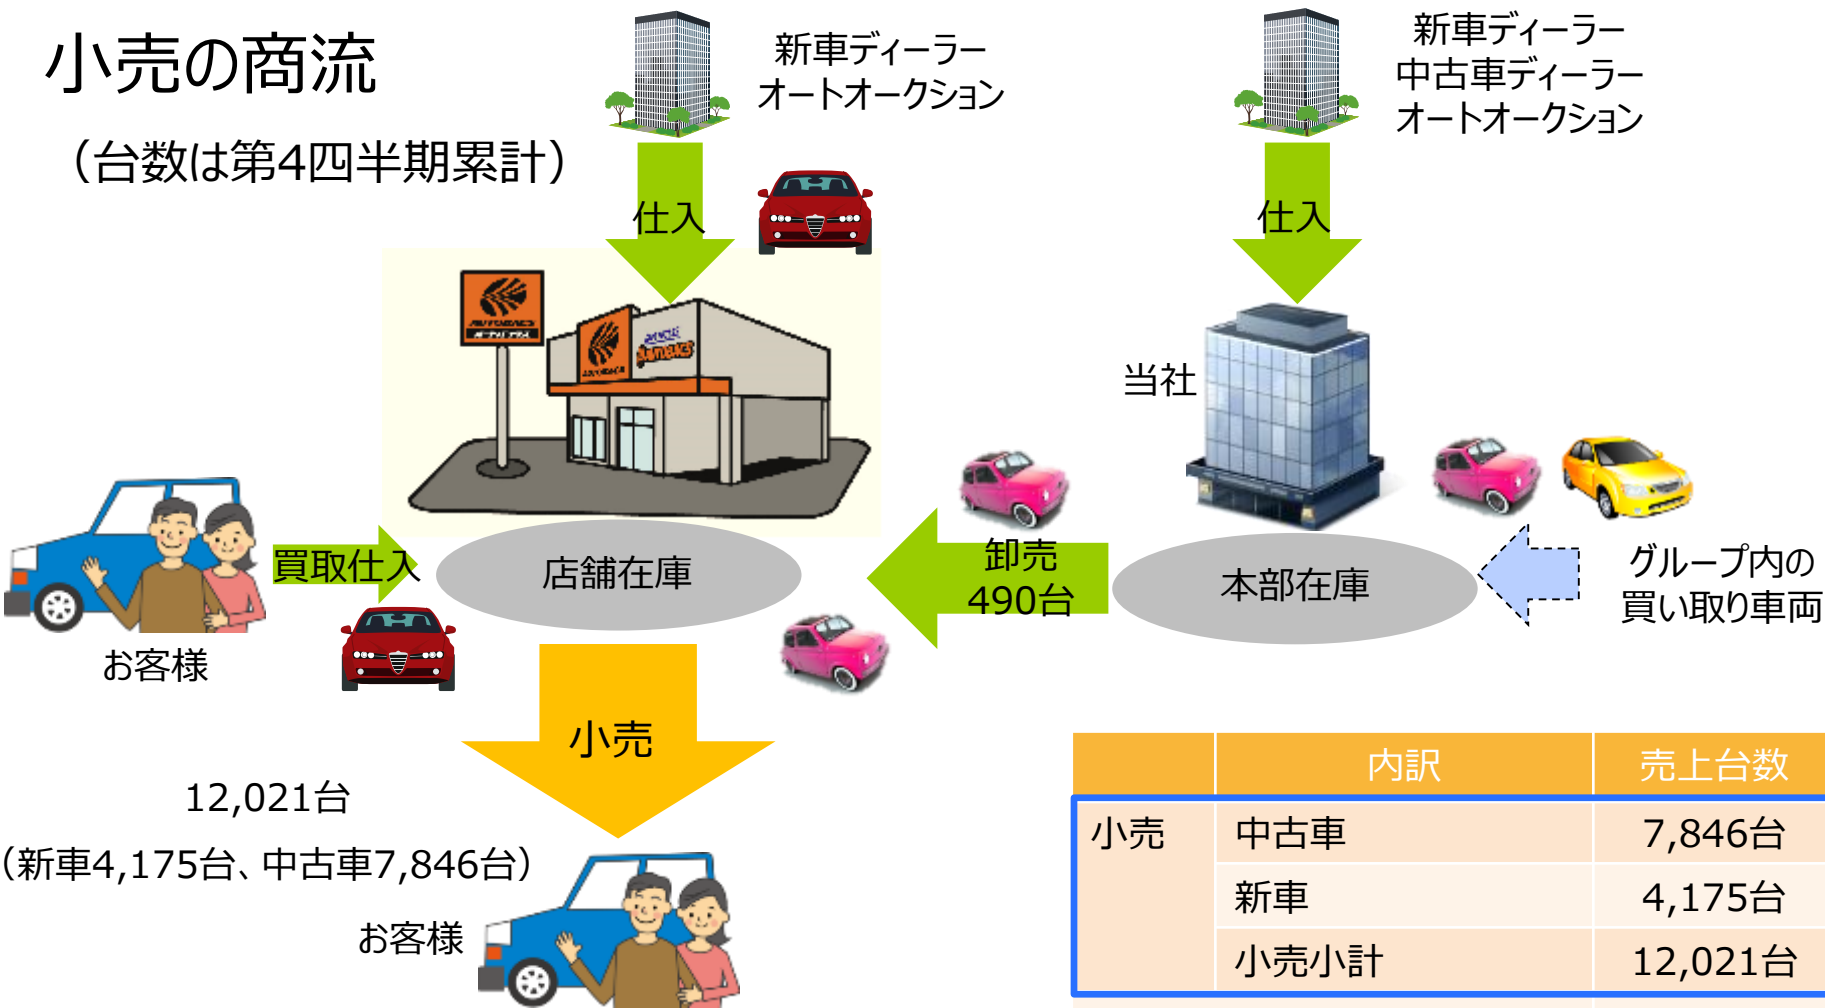 小売の商流
（台数は第4四半期累計）
新車ディーラー
オートオークション
新車ディーラー
中古車ディーラー
オートオークション
仕入
仕入
AUTOBACS
AUTOBACS
当社
買取仕入
店舗在庫
卸売
490台
本部在庫
グループ内の
買い取り車両
お客様
小売
12,021台
（新車4,175台、中古車7,846台）
お客様
内訳 売上台数
小売 中古車 7,846台
新車 4,175台
小売小計 12,021台